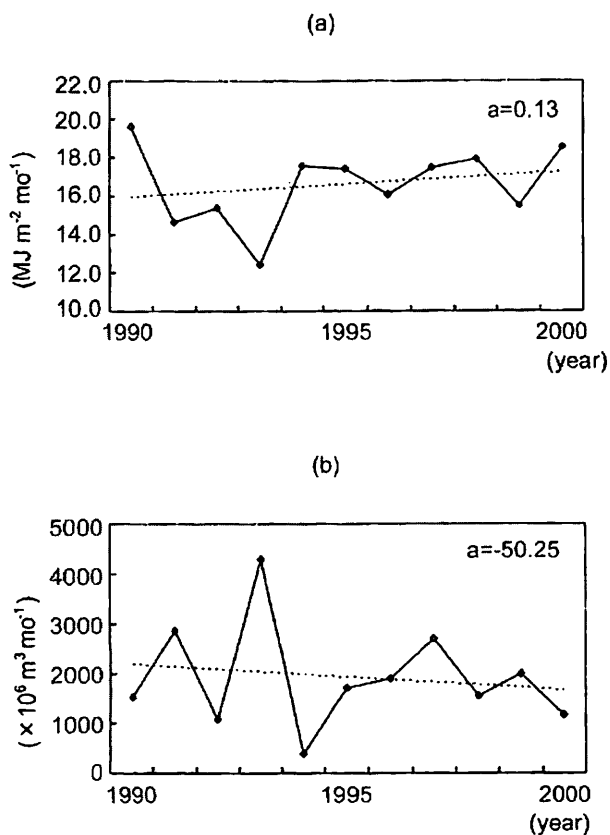 (a)
(MJ m⁻² mo⁻¹)
22.0
20.0
18.0
16.0
14.0
12.0
10.0
a=0.13
1990 1995 2000
(year)
(b)
(×10⁶ m³ mo⁻¹)
5000
4000
3000
2000
1000
0
a=-50.25
1990 1995 2000
(year)